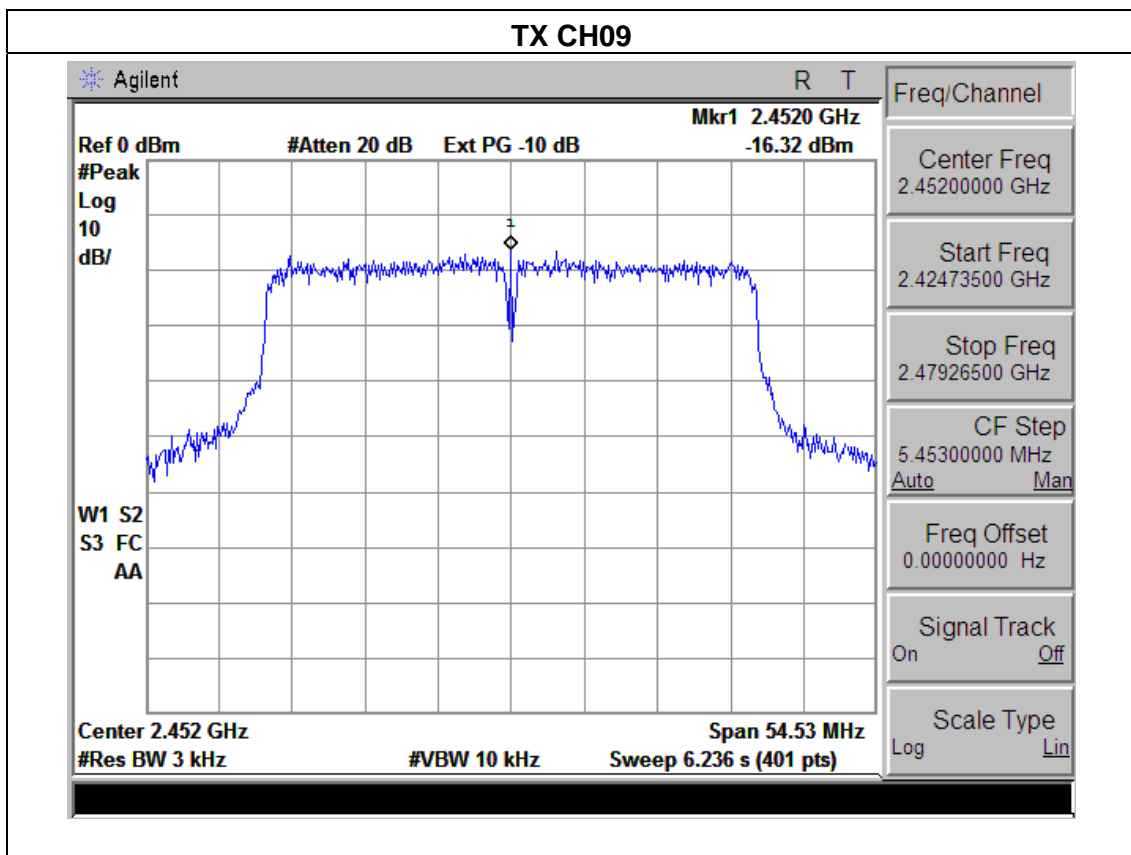 TX CH09
Agilent R T
Mkr1 2.4520 GHz
Ref 0 dBm #Atten 20 dB Ext PG -10 dB -16.32 dBm
#Peak
Log
10
dB/
1
W1 S2
S3 FC
AA
Center 2.452 GHz Span 54.53 MHz
#Res BW 3 kHz #VBW 10 kHz Sweep 6.236 s (401 pts)
Freq/Channel
Center Freq
2.45200000 GHz
Start Freq
2.42473500 GHz
Stop Freq
2.47926500 GHz
CF Step
5.45300000 MHz
Auto Man
Freq Offset
0.00000000 Hz
Signal Track
On Off
Scale Type
Log Lin